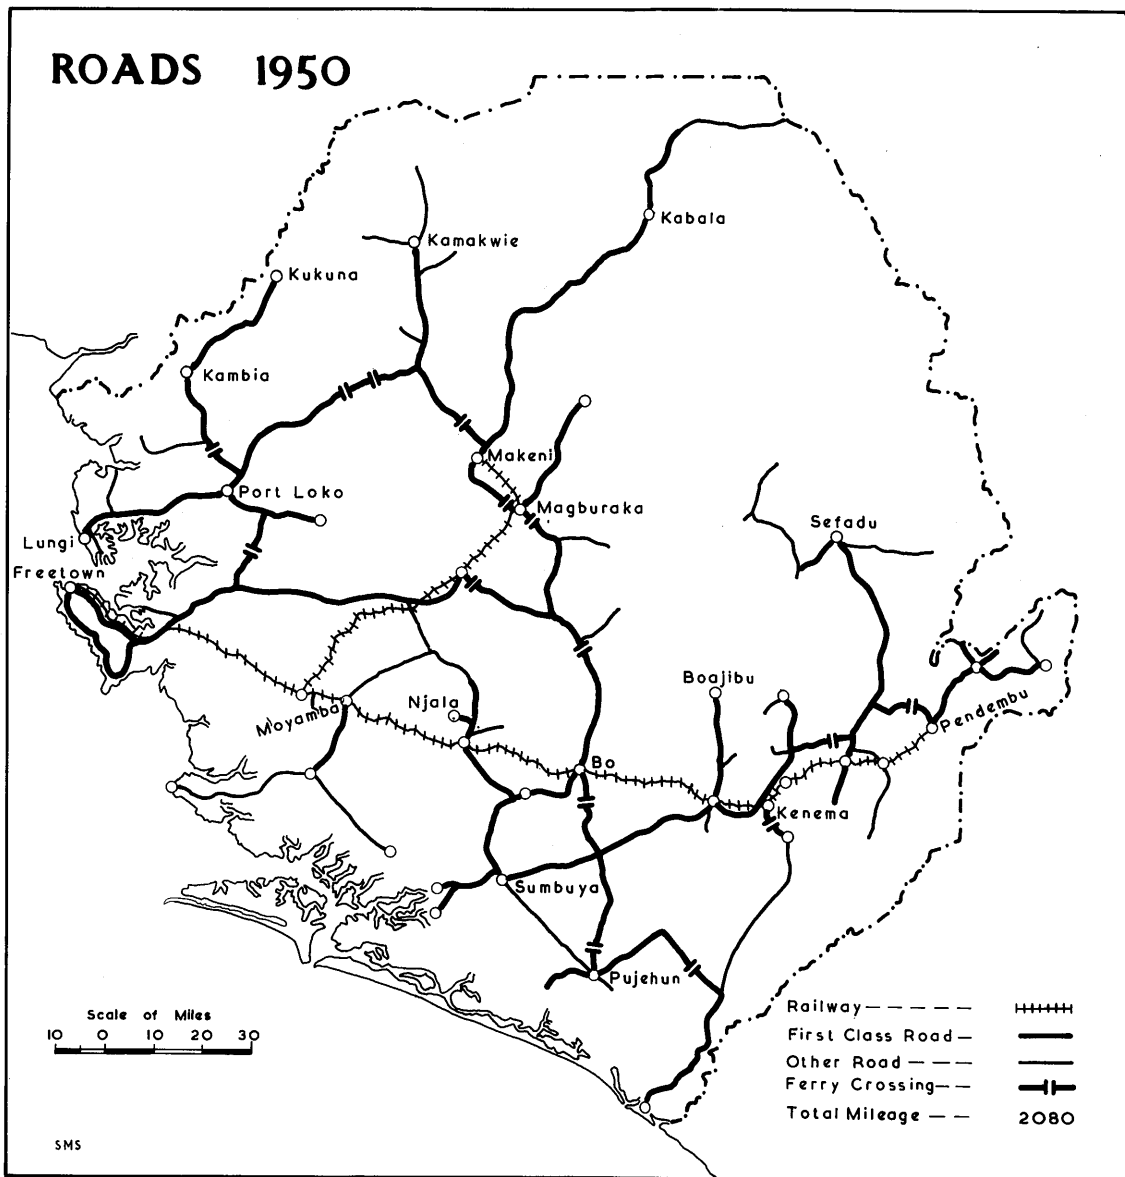 ROADS 1950
Kabala
Kamakwie
Kukuna
Kambia
Makeni
Port Loko
Magburaka
Sefadu
Lungi
Freetown
Boajibu
Njala
Moyamba
Pendembu
Bo
Kenema
Sumbuya
Pujehun
Scale of Miles
10 0 10 20 30
Railway — — — —
First Class Road —
Other Road — — — —
Ferry Crossing — —
Total Mileage — — 2080
SMS